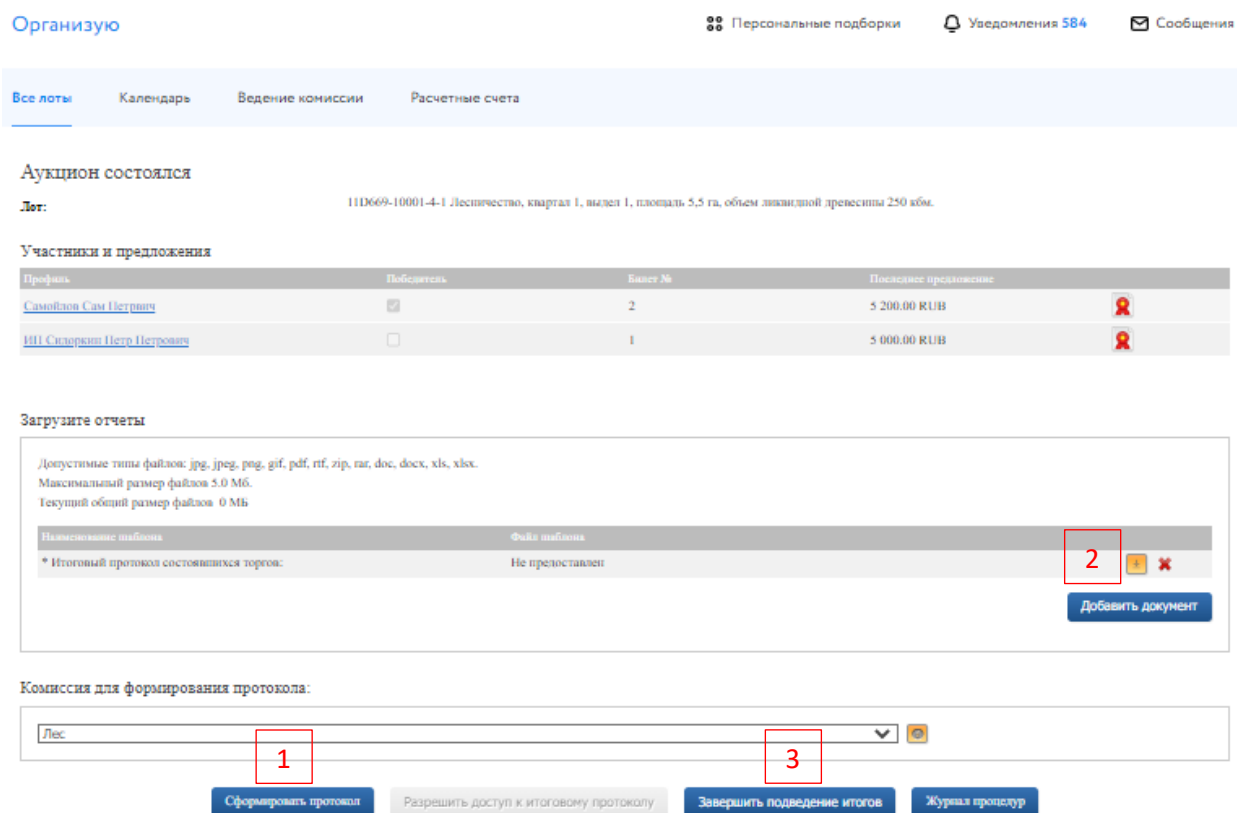 Организую
Персональные подборки
Уведомления 584
Сообщения
Все лоты Календарь Ведение комиссии Расчетные счета
Аукцион состоялся
Лот: 11D669-10001-4-1 Лесничество, квартал 1, выдел 1, площадь 5,5 га, объем ликвидной древесины 250 кбм.
Участники и предложения
Профиль Победитель Билет № Последнее предложение
Самойлов Сам Петрвич 2 5 200.00 RUB
ИП Сидоркин Петр Петрович 1 5 000.00 RUB
Загрузите отчеты
Допустимые типы файлов: jpg, jpeg, png, gif, pdf, rtf, zip, rar, doc, docx, xls, xlsx.
Максимальный размер файлов 5.0 Мб.
Текущий общий размер файлов 0 МБ
Наименование шаблона Файл шаблона
* Итоговый протокол состоявшихся торгов: Не предоставлен 2
Добавить документ
Комиссия для формирования протокола:
Лес
1 3
Сформировать протокол Разрешить доступ к итоговому протоколу Завершить подведение итогов Журнал процедур